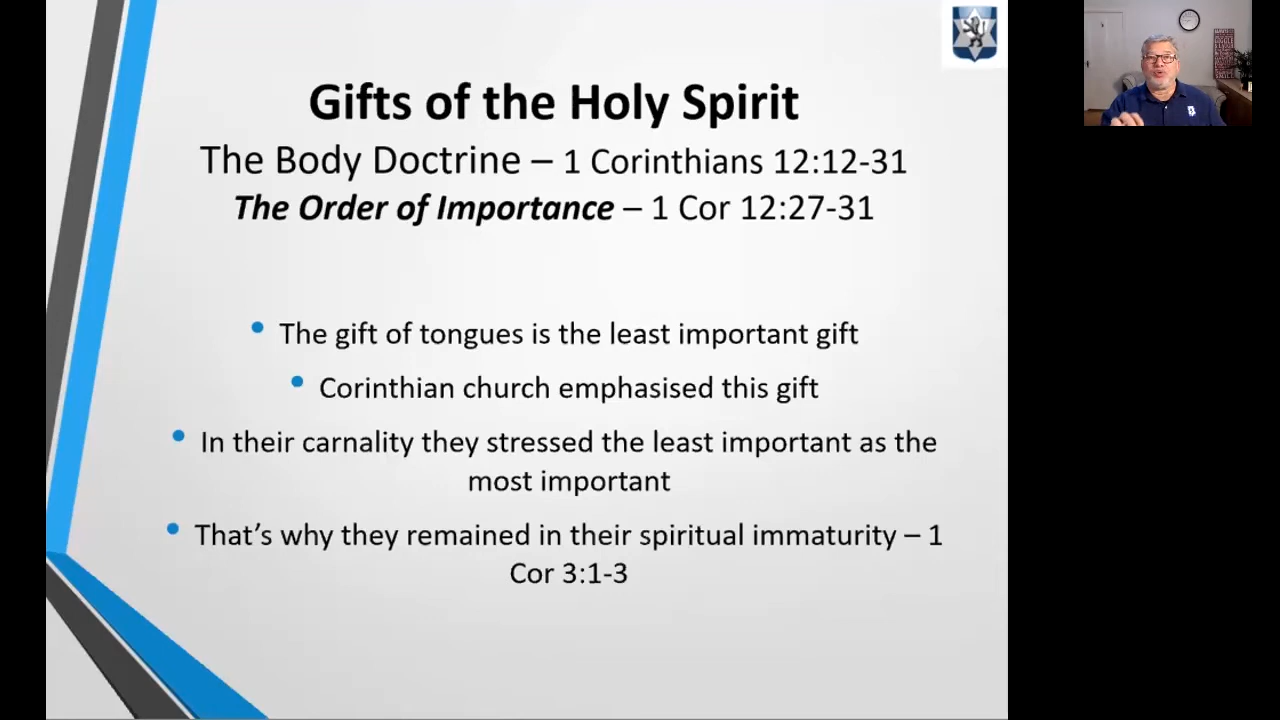 Gifts of the Holy Spirit
The Body Doctrine – 1 Corinthians 12:12-31
The Order of Importance – 1 Cor 12:27-31
• The gift of tongues is the least important gift
• Corinthian church emphasised this gift
• In their carnality they stressed the least important as the
most important
• That’s why they remained in their spiritual immaturity – 1
Cor 3:1-3